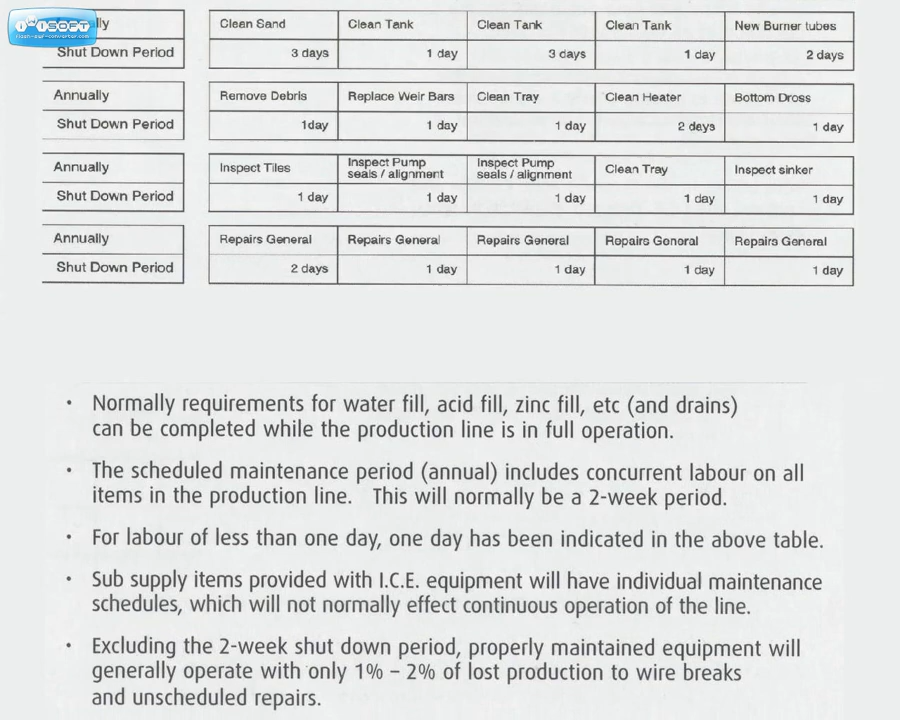 lly Clean Sand Clean Tank Clean Tank Clean Tank New Burner tubes
Shut Down Period 3 days 1 day 3 days 1 day 2 days
Annually Remove Debris Replace Weir Bars Clean Tray Clean Heater Bottom Dross
Shut Down Period 1day 1 day 1 day 2 days 1 day
Annually Inspect Tiles Inspect Pump seals / alignment Inspect Pump seals / alignment Clean Tray Inspect sinker
Shut Down Period 1 day 1 day 1 day 1 day 1 day
Annually Repairs General Repairs General Repairs General Repairs General Repairs General
Shut Down Period 2 days 1 day 1 day 1 day 1 day
• Normally requirements for water fill, acid fill, zinc fill, etc (and drains)
can be completed while the production line is in full operation.
• The scheduled maintenance period (annual) includes concurrent labour on all
items in the production line. This will normally be a 2-week period.
• For labour of less than one day, one day has been indicated in the above table.
• Sub supply items provided with I.C.E. equipment will have individual maintenance
schedules, which will not normally effect continuous operation of the line.
• Excluding the 2-week shut down period, properly maintained equipment will
generally operate with only 1% – 2% of lost production to wire breaks
and unscheduled repairs.